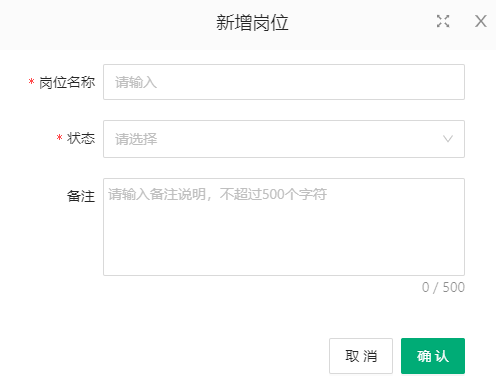 新增岗位
* 岗位名称 请输入
* 状态 请选择
备注 请输入备注说明，不超过500个字符
0 / 500
取 消 确 认